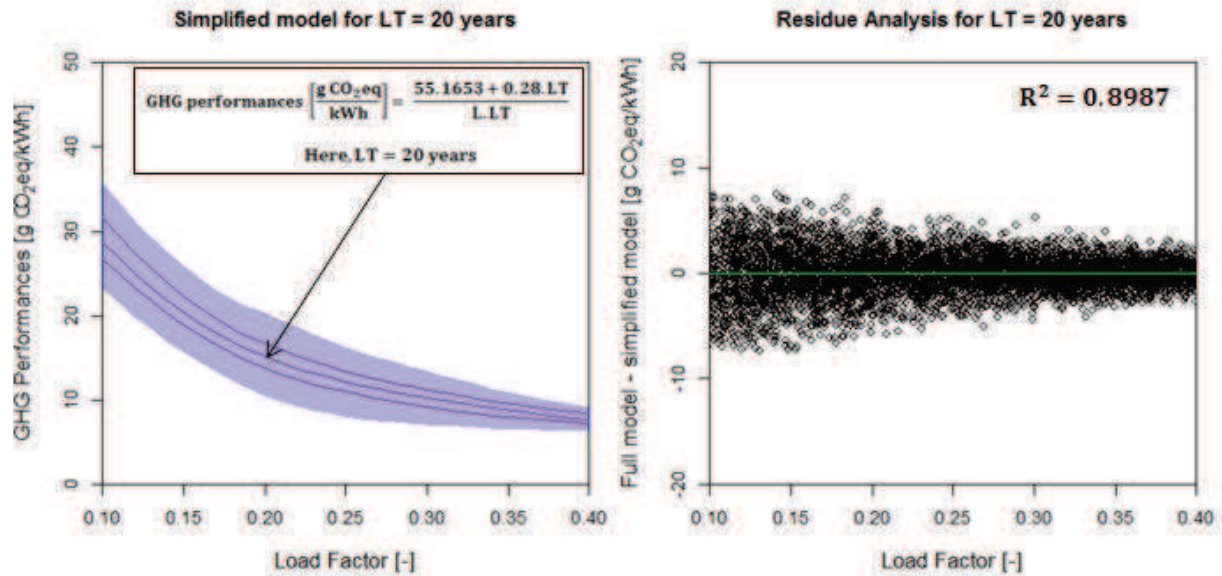 Simplified model for LT = 20 years
GHG Performances [g CO₂eq/kWh]
50
40
30
20
10
0
GHG performances [g CO₂eq / kWh] = (55.1653 + 0.28.LT) / (L.LT)
Here, LT = 20 years
0.10 0.15 0.20 0.25 0.30 0.35 0.40
Load Factor [-]
Residue Analysis for LT = 20 years
Full model - simplified model [g CO₂eq/kWh]
20
10
0
-10
-20
R² = 0.8987
0.10 0.15 0.20 0.25 0.30 0.35 0.40
Load Factor [-]